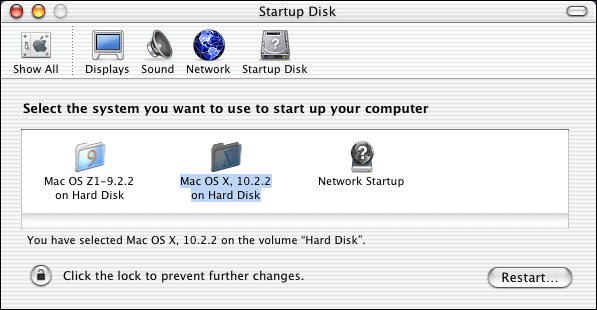 Startup Disk
Show All
Displays
Sound
Network
Startup Disk
Select the system you want to use to start up your computer
9
X
Mac OS Z1-9.2.2
on Hard Disk
Mac OS X, 10.2.2
on Hard Disk
Network Startup
You have selected Mac OS X, 10.2.2 on the volume “Hard Disk”.
Click the lock to prevent further changes.
Restart...